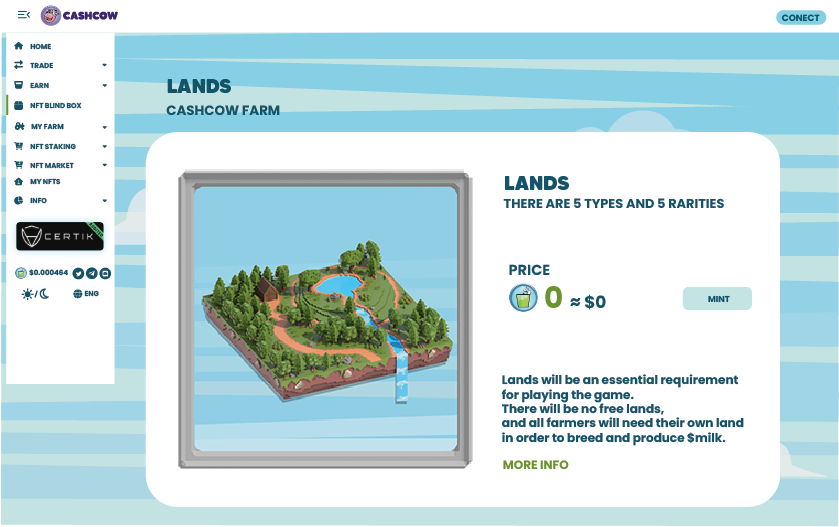 CASHCOW
CONECT
HOME
TRADE
EARN
NFT BLIND BOX
MY FARM
NFT STAKING
NFT MARKET
MY NFTS
INFO
CERTIK
$0.000464
/
ENG
LANDS
CASHCOW FARM
LANDS
THERE ARE 5 TYPES AND 5 RARITIES
PRICE
0 ≈ $0
MINT
Lands will be an essential requirement
for playing the game.
There will be no free lands,
and all farmers will need their own land
in order to breed and produce $milk.
MORE INFO